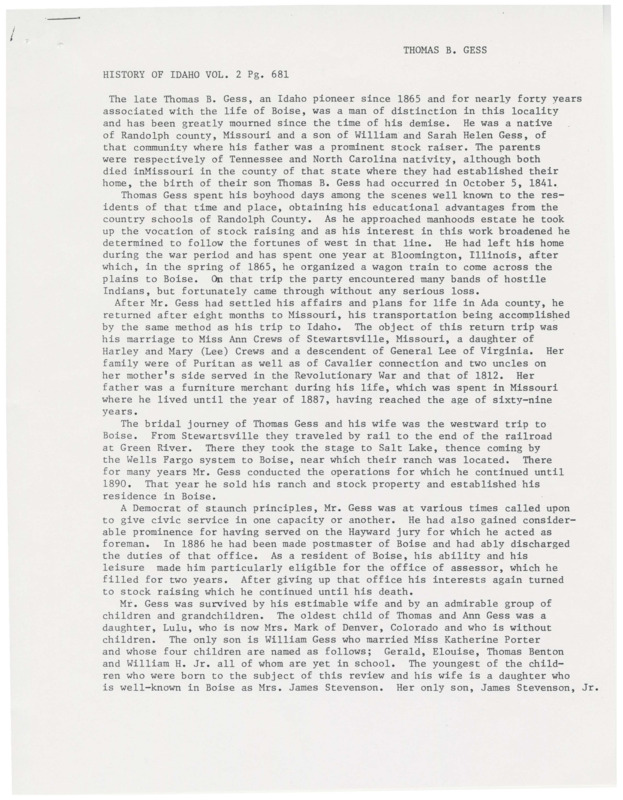 THOMAS B. GESS
HISTORY OF IDAHO VOL. 2 Pg. 681
The late Thomas B. Gess, an Idaho pioneer since 1865 and for nearly forty years
associated with the life of Boise, was a man of distinction in this locality
and has been greatly mourned since the time of his demise. He was a native
of Randolph county, Missouri and a son of William and Sarah Helen Gess, of
that community where his father was a prominent stock raiser. The parents
were respectively of Tennessee and North Carolina nativity, although both
died inMissouri in the county of that state where they had established their
home, the birth of their son Thomas B. Gess had occurred in October 5, 1841.
Thomas Gess spent his boyhood days among the scenes well known to the res-
idents of that time and place, obtaining his educational advantages from the
country schools of Randolph County. As he approached manhoods estate he took
up the vocation of stock raising and as his interest in this work broadened he
determined to follow the fortunes of west in that line. He had left his home
during the war period and has spent one year at Bloomington, Illinois, after
which, in the spring of 1865, he organized a wagon train to come across the
plains to Boise. On that trip the party encountered many bands of hostile
Indians, but fortunately came through without any serious loss.
After Mr. Gess had settled his affairs and plans for life in Ada county, he
returned after eight months to Missouri, his transportation being accomplished
by the same method as his trip to Idaho. The object of this return trip was
his marriage to Miss Ann Crews of Stewartsville, Missouri, a daughter of
Harley and Mary (Lee) Crews and a descendent of General Lee of Virginia. Her
family were of Puritan as well as of Cavalier connection and two uncles on
her mother's side served in the Revolutionary War and that of 1812. Her
father was a furniture merchant during his life, which was spent in Missouri
where he lived until the year of 1887, having reached the age of sixty-nine
years.
The bridal journey of Thomas Gess and his wife was the westward trip to
Boise. From Stewartsville they traveled by rail to the end of the railroad
at Green River. There they took the stage to Salt Lake, thence coming by
the Wells Fargo system to Boise, near which their ranch was located. There
for many years Mr. Gess conducted the operations for which he continued until
1890. That year he sold his ranch and stock property and established his
residence in Boise.
A Democrat of staunch principles, Mr. Gess was at various times called upon
to give civic service in one capacity or another. He had also gained consider-
able prominence for having served on the Hayward jury for which he acted as
foreman. In 1886 he had been made postmaster of Boise and had ably discharged
the duties of that office. As a resident of Boise, his ability and his
leisure made him particularly eligible for the office of assessor, which he
filled for two years. After giving up that office his interests again turned
to stock raising which he continued until his death.
Mr. Gess was survived by his estimable wife and by an admirable group of
children and grandchildren. The oldest child of Thomas and Ann Gess was a
daughter, Lulu, who is now Mrs. Mark of Denver, Colorado and who is without
children. The only son is William Gess who married Miss Katherine Porter
and whose four children are named as follows; Gerald, Elouise, Thomas Benton
and William H. Jr. all of whom are yet in school. The youngest of the child-
ren who were born to the subject of this review and his wife is a daughter who
is well-known in Boise as Mrs. James Stevenson. Her only son, James Stevenson, Jr.